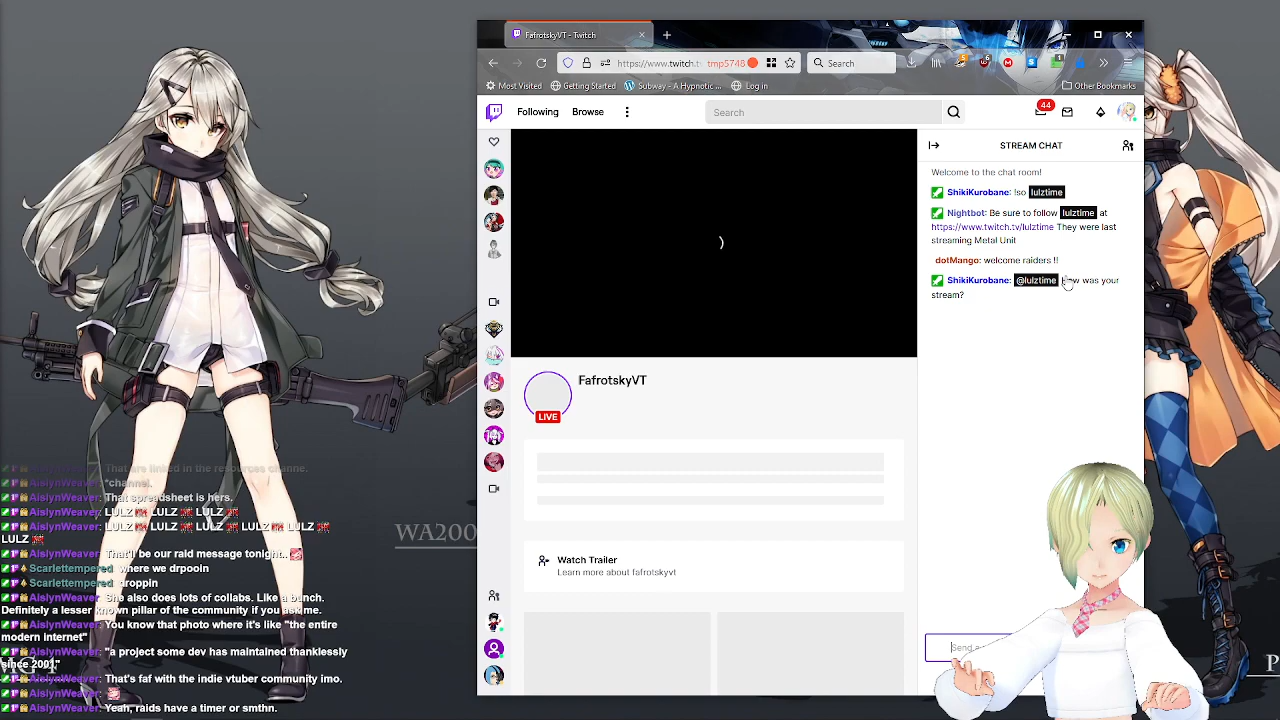 FafrotskyVT - Twitch
https://www.twitch.t
tmp5748
Search
Most Visited
Getting Started
Subway - A Hypnotic ...
Log in
Other Bookmarks
Following
Browse
Search
44
STREAM CHAT
Welcome to the chat room!
ShikiKurobane: !so lulztime
Nightbot: Be sure to follow lulztime at
https://www.twitch.tv/lulztime They were last
streaming Metal Unit
dotMango: welcome raiders !!
ShikiKurobane: @lulztime How was your
stream?
FafrotskyVT
LIVE
Watch Trailer
Learn more about fafrotskyvt
Send a
WA200
P
AislynWeaver: That are linked in the resources channe.
AislynWeaver: *channel.
AislynWeaver: That spreadsheet is hers.
AislynWeaver: LULZ LULZ LULZ LULZ
AislynWeaver: LULZ LULZ LULZ LULZ LULZ
LULZ
AislynWeaver: That'll be our raid message tonight..
Scarlettempered: where we drpooin
Scarlettempered: droppin
AislynWeaver: She also does lots of collabs. Like a bunch.
Definitely a lesser known pillar of the community if you ask me.
AislynWeaver: You know that photo where it's like "the entire
modern internet"
AislynWeaver: "a project some dev has maintained thanklessly
since 2001"
AislynWeaver: That's faf with the indie vtuber community imo.
AislynWeaver:
AislynWeaver: Yeah, raids have a timer or smthn.